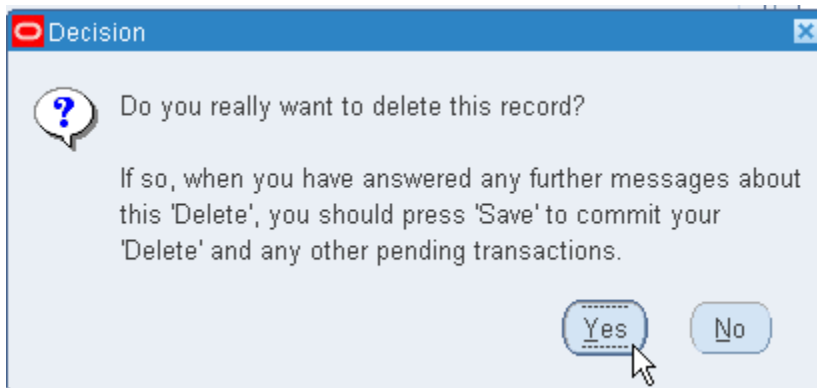 Decision
Do you really want to delete this record?
If so, when you have answered any further messages about
this 'Delete', you should press 'Save' to commit your
'Delete' and any other pending transactions.
Yes No